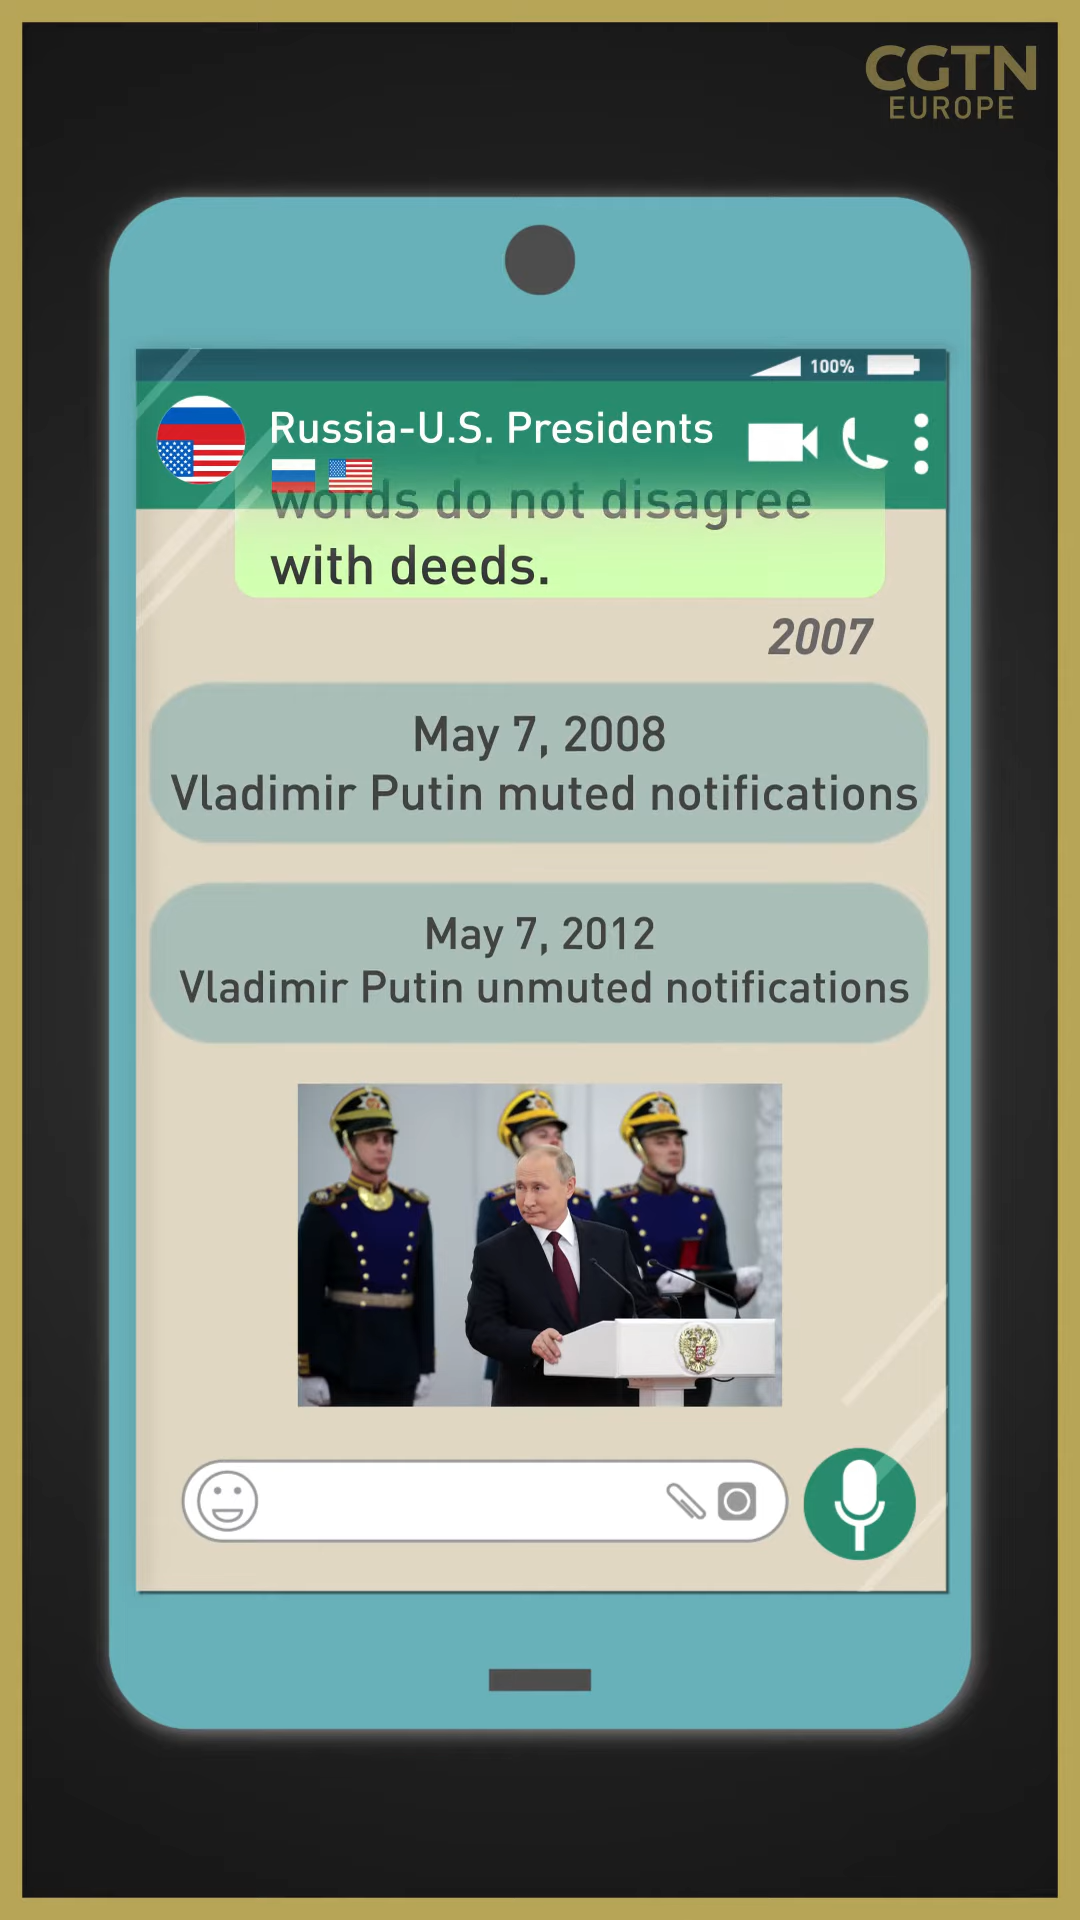 CGTN
EUROPE
100%
Russia-U.S. Presidents
words do not disagree
with deeds.
2007
May 7, 2008
Vladimir Putin muted notifications
May 7, 2012
Vladimir Putin unmuted notifications